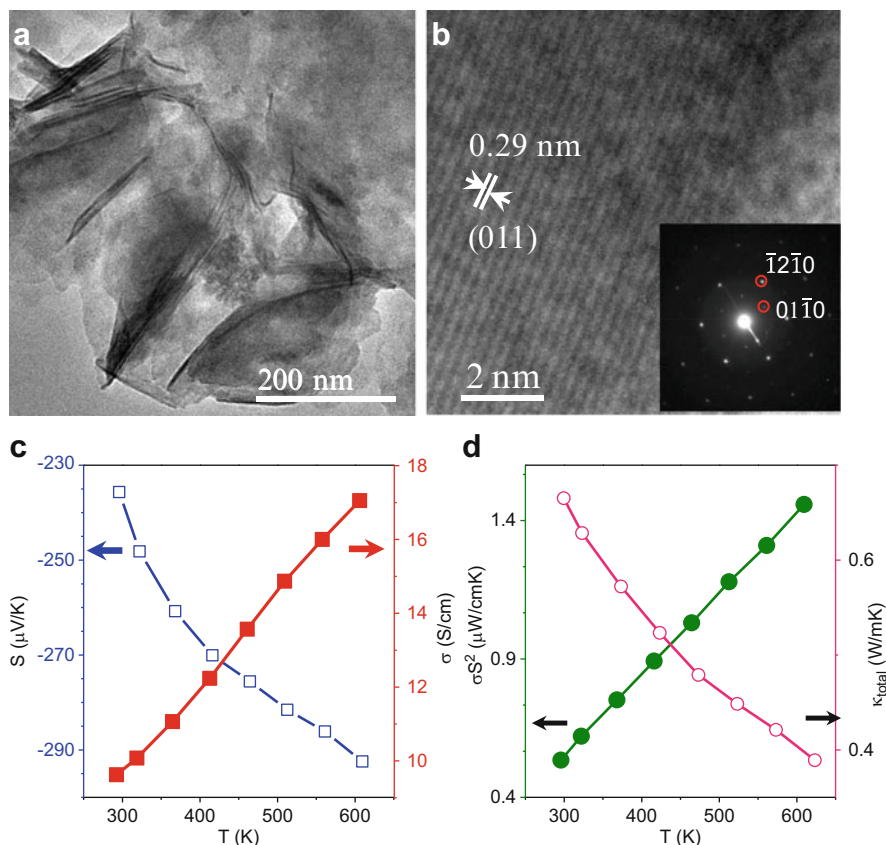 a
200 nm
b
0.29 nm
(011)
1̅21̅0
011̅0
2 nm
c
-230
-250
-270
-290
S (μV/K)
18
16
14
12
10
σ (S/cm)
300 400 500 600
T (K)
d
1.4
0.9
0.4
σS² (μW/cmK)
0.6
0.4
κtotal (W/mK)
300 400 500 600
T (K)